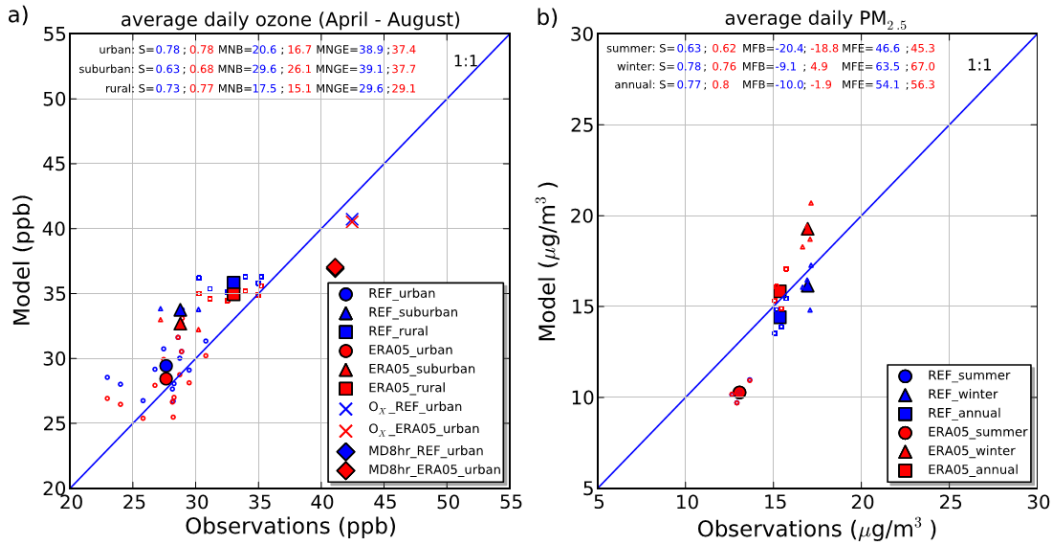 a)
average daily ozone (April - August)
urban: S=0.78 ; 0.78 MNB=20.6 ; 16.7 MNGE=38.9 ; 37.4
suburban: S=0.63 ; 0.68 MNB=29.6 ; 26.1 MNGE=39.1 ; 37.7
rural: S=0.73 ; 0.77 MNB=17.5 ; 15.1 MNGE=29.6 ; 29.1
1:1
55
50
45
40
35
30
25
20
Model (ppb)
REF_urban
REF_suburban
REF_rural
ERA05_urban
ERA05_suburban
ERA05_rural
Oₓ_REF_urban
Oₓ_ERA05_urban
MD8hr_REF_urban
MD8hr_ERA05_urban
20 25 30 35 40 45 50 55
Observations (ppb)
b)
average daily PM₂.₅
summer: S=0.63 ; 0.62 MFB=-20.4; -18.8 MFE= 46.6 ; 45.3
winter: S=0.78 ; 0.76 MFB=-9.1 ; 4.9 MFE= 63.5 ; 67.0
annual: S=0.77 ; 0.8 MFB=-10.0 ; -1.9 MFE= 54.1 ; 56.3
1:1
30
25
20
15
10
5
Model (μg/m³ )
REF_summer
REF_winter
REF_annual
ERA05_summer
ERA05_winter
ERA05_annual
5 10 15 20 25 30
Observations (μg/m³ )